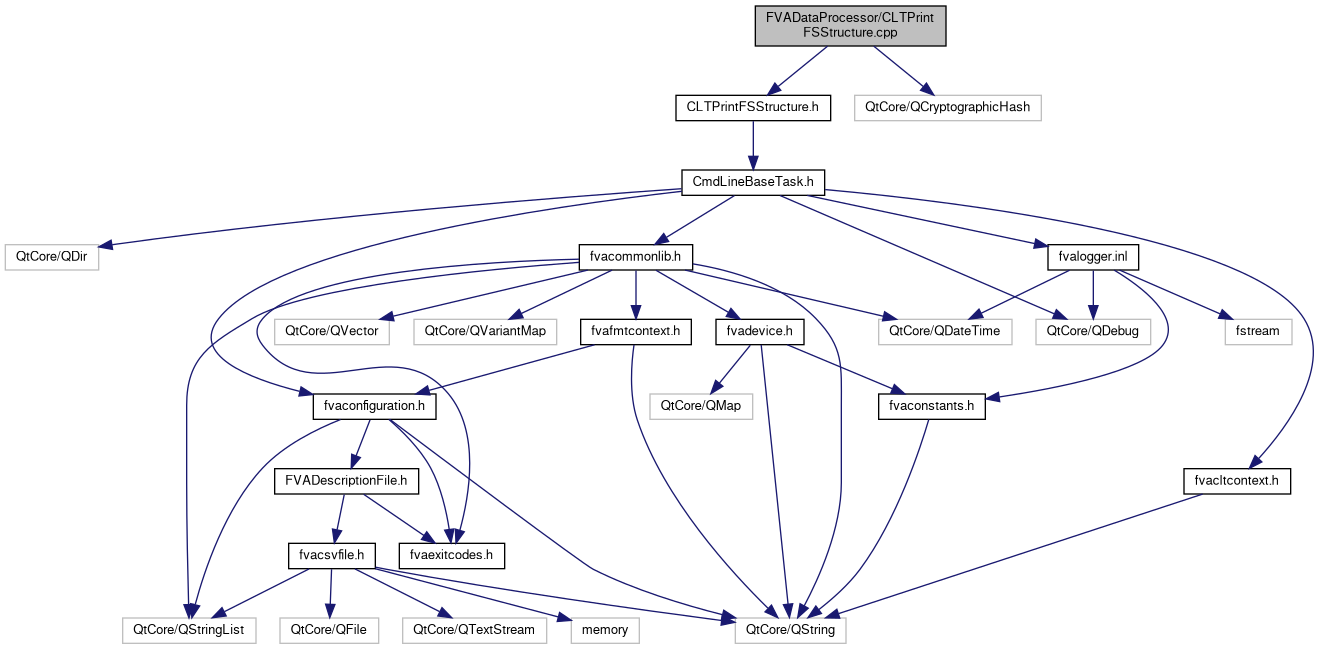 FVADataProcessor/CLTPrint
FSStructure.cpp
CLTPrintFSStructure.h
QtCore/QCryptographicHash
CmdLineBaseTask.h
QtCore/QDir
fvacommonlib.h
fvalogger.inl
QtCore/QVector
QtCore/QVariantMap
fvafmtcontext.h
fvadevice.h
QtCore/QDateTime
QtCore/QDebug
fstream
fvaconfiguration.h
QtCore/QMap
fvaconstants.h
FVADescriptionFile.h
fvacltcontext.h
fvacsvfile.h
fvaexitcodes.h
QtCore/QStringList
QtCore/QFile
QtCore/QTextStream
memory
QtCore/QString